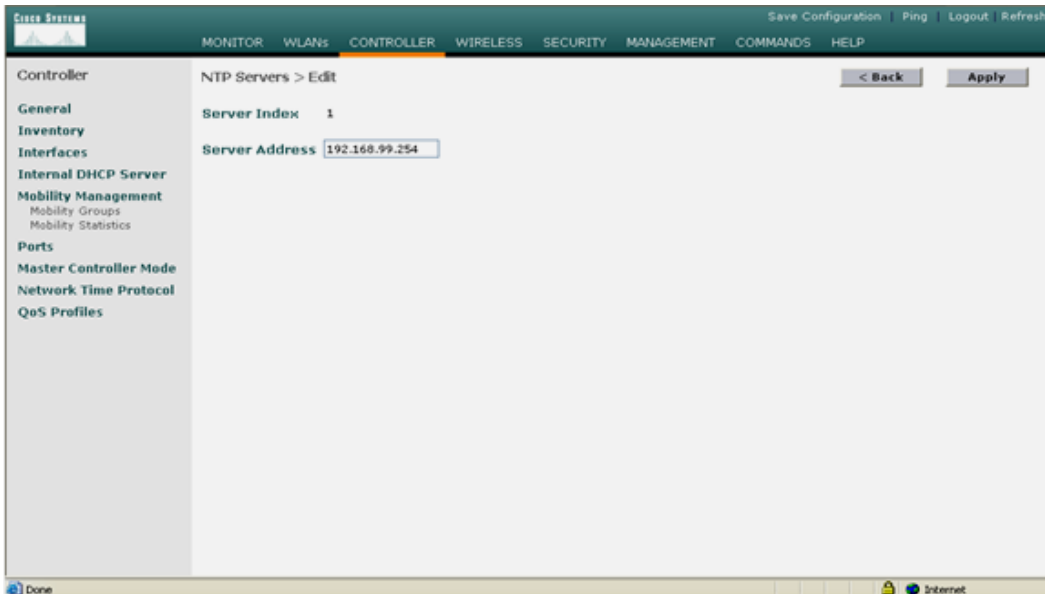 CISCO SYSTEMS
Save Configuration | Ping | Logout | Refresh
MONITOR WLANs CONTROLLER WIRELESS SECURITY MANAGEMENT COMMANDS HELP
Controller
General
Inventory
Interfaces
Internal DHCP Server
Mobility Management
Mobility Groups
Mobility Statistics
Ports
Master Controller Mode
Network Time Protocol
QoS Profiles
NTP Servers > Edit
< Back Apply
Server Index 1
Server Address 192.168.99.254
Done Internet